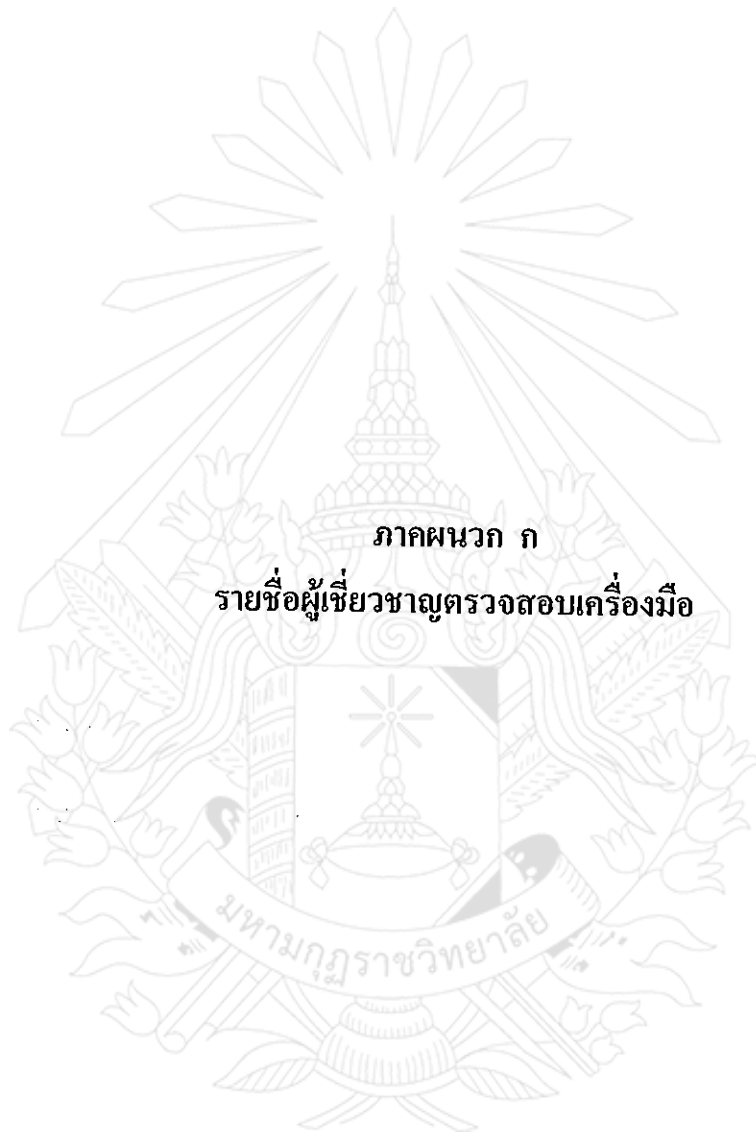 ภาคผนวก ก
รายชื่อผู้เชี่ยวชาญตรวจสอบเครื่องมือ
มหามกุฏราชวิทยาลัย